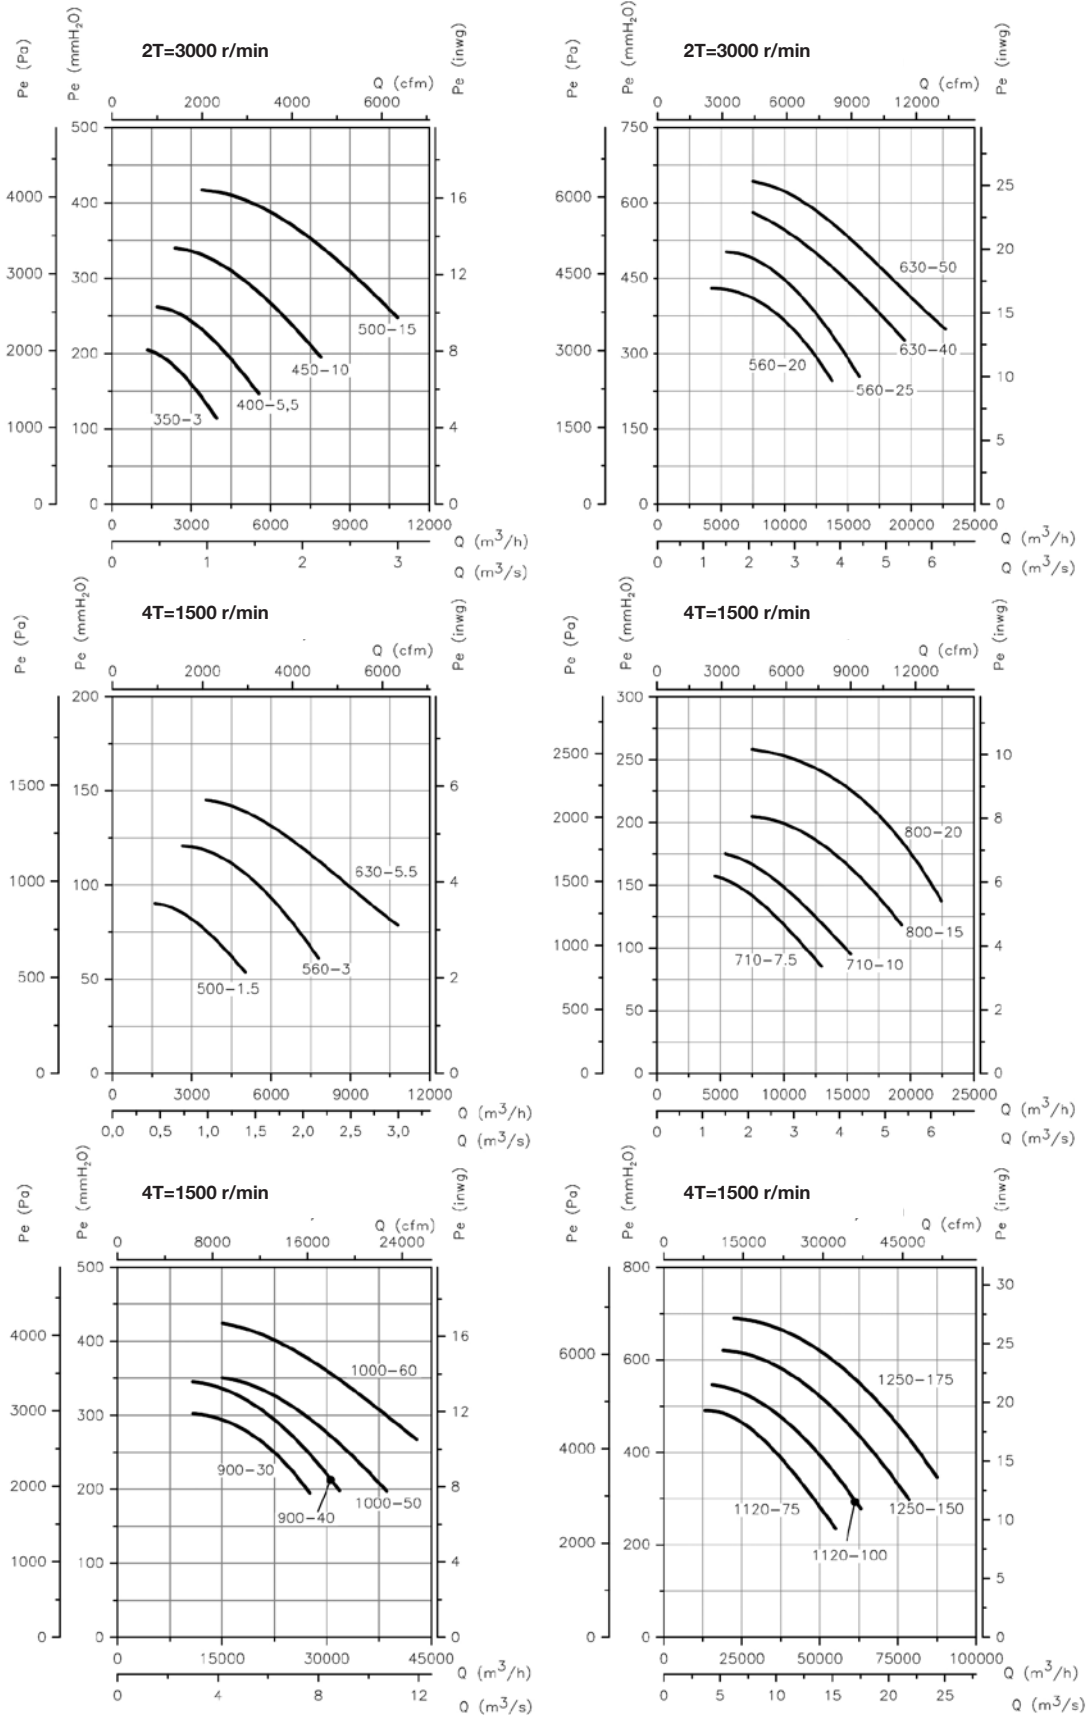 2T=3000 r/min
Pe (Pa)
Pe (mmH2O)
Q (cfm)
Pe (inwg)
0 2000 4000 6000
500
400
300
200
100
0
4000
3000
2000
1000
0
16
12
8
4
0
500-15
450-10
400-5,5
350-3
0 3000 6000 9000 12000
Q (m3/h)
0 1 2 3
Q (m3/s)
2T=3000 r/min
Pe (Pa)
Pe (mmH2O)
Q (cfm)
Pe (inwg)
0 3000 6000 9000 12000
750
600
450
300
150
0
6000
4500
3000
1500
0
25
20
15
10
5
0
630-50
630-40
560-20
560-25
0 5000 10000 15000 20000 25000
Q (m3/h)
0 1 2 3 4 5 6
Q (m3/s)
4T=1500 r/min
Pe (Pa)
Pe (mmH2O)
Q (cfm)
Pe (inwg)
0 2000 4000 6000
200
150
100
50
0
1500
1000
500
0
6
4
2
0
630-5.5
560-3
500-1.5
0 3000 6000 9000 12000
Q (m3/h)
0,0 0,5 1,0 1,5 2,0 2,5 3,0
Q (m3/s)
4T=1500 r/min
Pe (Pa)
Pe (mmH2O)
Q (cfm)
Pe (inwg)
0 3000 6000 9000 12000
300
250
200
150
100
50
0
2500
2000
1500
1000
500
0
10
8
6
4
2
0
800-20
800-15
710-7.5
710-10
0 5000 10000 15000 20000 25000
Q (m3/h)
0 1 2 3 4 5 6
Q (m3/s)
4T=1500 r/min
Pe (Pa)
Pe (mmH2O)
Q (cfm)
Pe (inwg)
0 8000 16000 24000
500
400
300
200
100
0
4000
3000
2000
1000
0
16
12
8
4
0
1000-60
900-30
1000-50
900-40
0 15000 30000 45000
Q (m3/h)
0 4 8 12
Q (m3/s)
4T=1500 r/min
Pe (Pa)
Pe (mmH2O)
Q (cfm)
Pe (inwg)
0 15000 30000 45000
800
600
400
200
0
6000
4000
2000
0
30
25
20
15
10
5
0
1250-175
1250-150
1120-75
1120-100
0 25000 50000 75000 100000
Q (m3/h)
0 5 10 15 20 25
Q (m3/s)